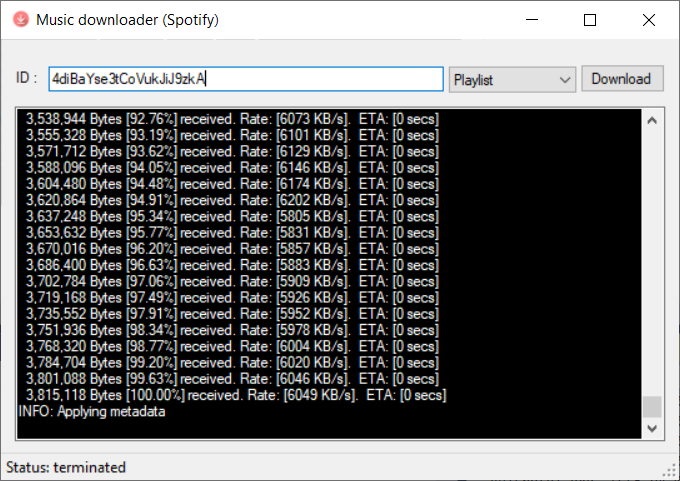 Music downloader (Spotify)
ID : 4diBaYse3tCoVukJiJ9zkA Playlist Download
3,538,944 Bytes [92.76%] received. Rate: [6073 KB/s]. ETA: [0 secs]
3,555,328 Bytes [93.19%] received. Rate: [6101 KB/s]. ETA: [0 secs]
3,571,712 Bytes [93.62%] received. Rate: [6129 KB/s]. ETA: [0 secs]
3,588,096 Bytes [94.05%] received. Rate: [6146 KB/s]. ETA: [0 secs]
3,604,480 Bytes [94.48%] received. Rate: [6174 KB/s]. ETA: [0 secs]
3,620,864 Bytes [94.91%] received. Rate: [6202 KB/s]. ETA: [0 secs]
3,637,248 Bytes [95.34%] received. Rate: [5805 KB/s]. ETA: [0 secs]
3,653,632 Bytes [95.77%] received. Rate: [5831 KB/s]. ETA: [0 secs]
3,670,016 Bytes [96.20%] received. Rate: [5857 KB/s]. ETA: [0 secs]
3,686,400 Bytes [96.63%] received. Rate: [5883 KB/s]. ETA: [0 secs]
3,702,784 Bytes [97.06%] received. Rate: [5909 KB/s]. ETA: [0 secs]
3,719,168 Bytes [97.49%] received. Rate: [5926 KB/s]. ETA: [0 secs]
3,735,552 Bytes [97.91%] received. Rate: [5952 KB/s]. ETA: [0 secs]
3,751,936 Bytes [98.34%] received. Rate: [5978 KB/s]. ETA: [0 secs]
3,768,320 Bytes [98.77%] received. Rate: [6004 KB/s]. ETA: [0 secs]
3,784,704 Bytes [99.20%] received. Rate: [6020 KB/s]. ETA: [0 secs]
3,801,088 Bytes [99.63%] received. Rate: [6046 KB/s]. ETA: [0 secs]
3,815,118 Bytes [100.00%] received. Rate: [6049 KB/s]. ETA: [0 secs]
INFO: Applying metadata
Status: terminated